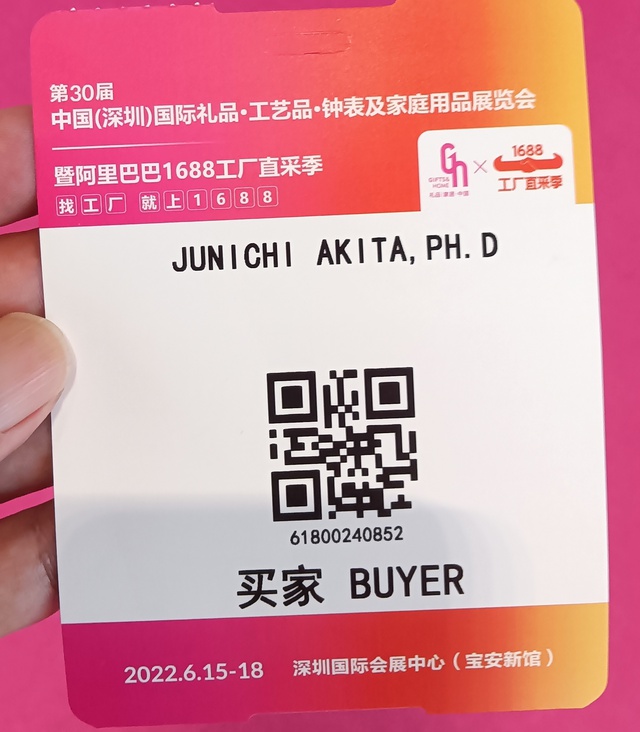 第30届
中国(深圳)国际礼品·工艺品·钟表及家庭用品展览会
暨阿里巴巴1688工厂直采季
找工厂 就上1688
Gh
GIFTS&
HOME
礼品|家居·中国
×
1688
工厂直采季
JUNICHI AKITA,PH.D
61800240852
买家 BUYER
2022.6.15-18 深圳国际会展中心（宝安新馆）